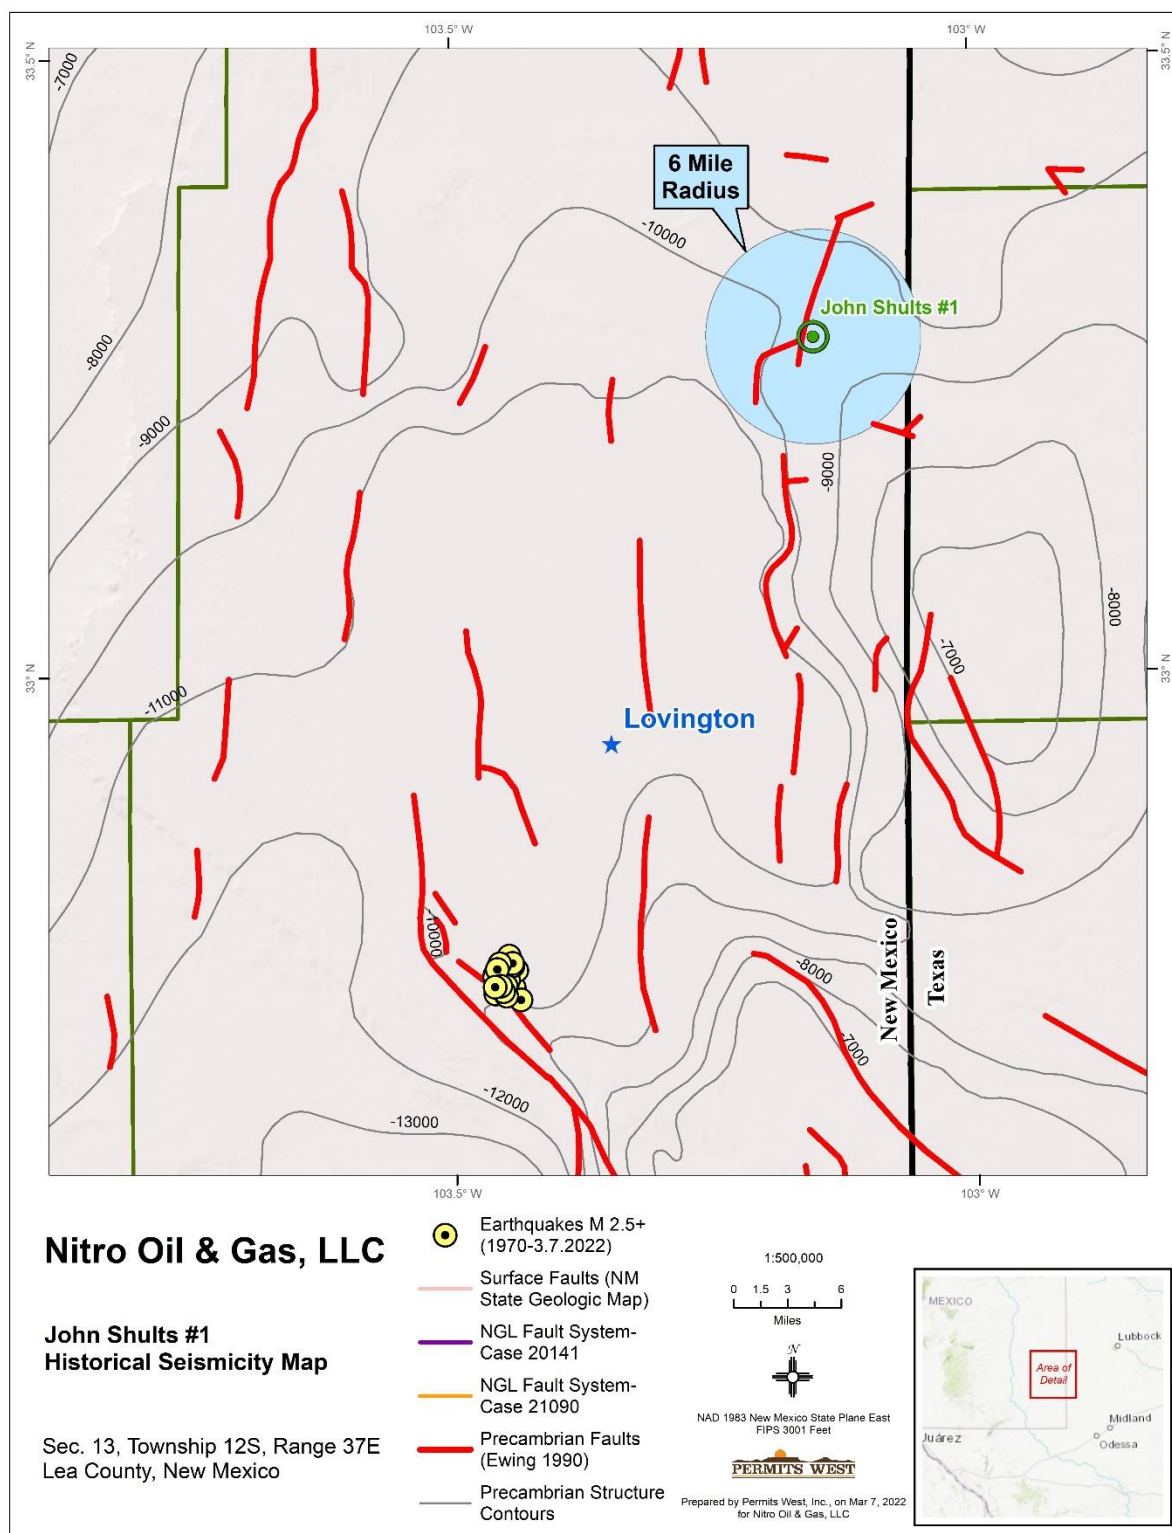 103.5° W
103° W
33.5° N
33.5° N
-7000
6 Mile
Radius
-10000
John Shults #1
-8000
-9000
-9000
-8000
-7000
33° N
33° N
-11000
Lovington
-10000
New Mexico
Texas
-8000
-7000
-12000
-13000
103.5° W
103° W
Nitro Oil & Gas, LLC
John Shults #1
Historical Seismicity Map
Sec. 13, Township 12S, Range 37E
Lea County, New Mexico
Earthquakes M 2.5+
(1970-3.7.2022)
Surface Faults (NM
State Geologic Map)
NGL Fault System-
Case 20141
NGL Fault System-
Case 21090
Precambrian Faults
(Ewing 1990)
Precambrian Structure
Contours
1:500,000
0 1.5 3 6
Miles
N
NAD 1983 New Mexico State Plane East
FIPS 3001 Feet
PERMITS WEST
Prepared by Permits West, Inc., on Mar 7, 2022
for Nitro Oil & Gas, LLC
MEXICO
Lubbock
Area of
Detail
Midland
Odessa
Juárez